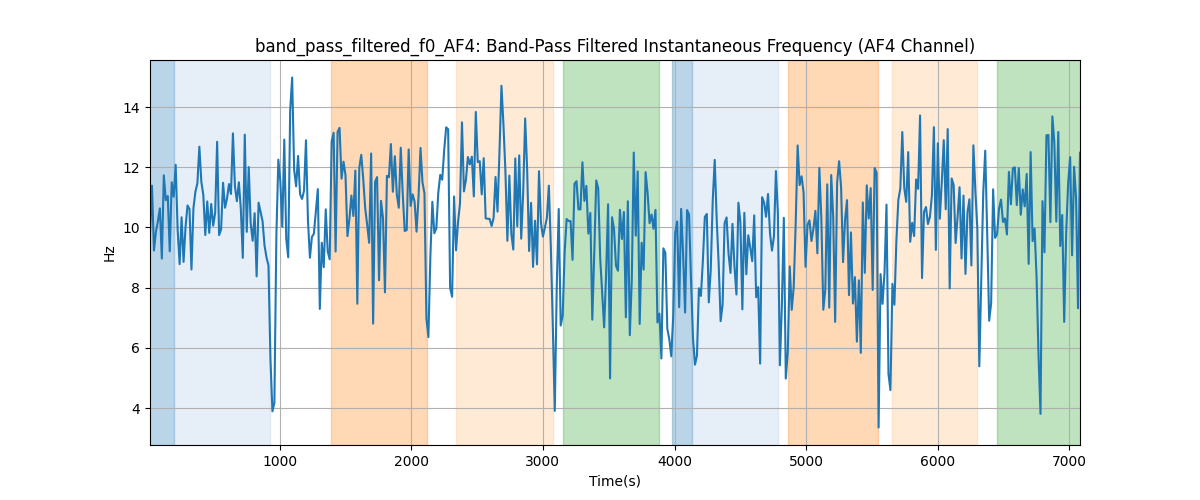 band_pass_filtered_f0_AF4: Band-Pass Filtered Instantaneous Frequency (AF4 Channel)
14
12
10
8
6
4
Hz
1000 2000 3000 4000 5000 6000 7000
Time(s)